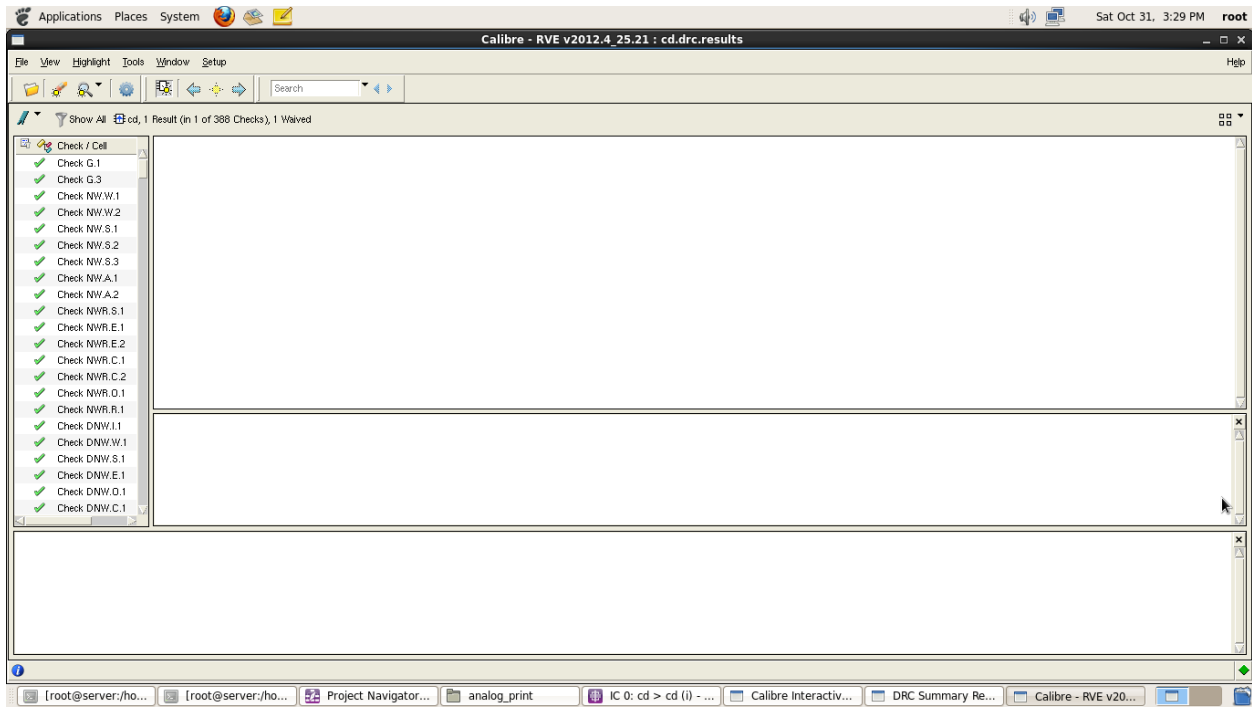 Applications Places System Sat Oct 31, 3:29 PM root
Calibre - RVE v2012.4_25.21 : cd.drc.results
File View Highlight Tools Window Setup Help
Search
Show All cd, 1 Result (in 1 of 388 Checks), 1 Waived
Check / Cell
Check G.1
Check G.3
Check NW.W.1
Check NW.W.2
Check NW.S.1
Check NW.S.2
Check NW.S.3
Check NW.A.1
Check NW.A.2
Check NWR.S.1
Check NWR.E.1
Check NWR.E.2
Check NWR.C.1
Check NWR.C.2
Check NWR.O.1
Check NWR.R.1
Check DNW.I.1
Check DNW.W.1
Check DNW.S.1
Check DNW.E.1
Check DNW.O.1
Check DNW.C.1
[root@server:/ho... [root@server:/ho... Project Navigator... analog_print IC 0: cd > cd (i) - ... Calibre Interactiv... DRC Summary Re... Calibre - RVE v20...